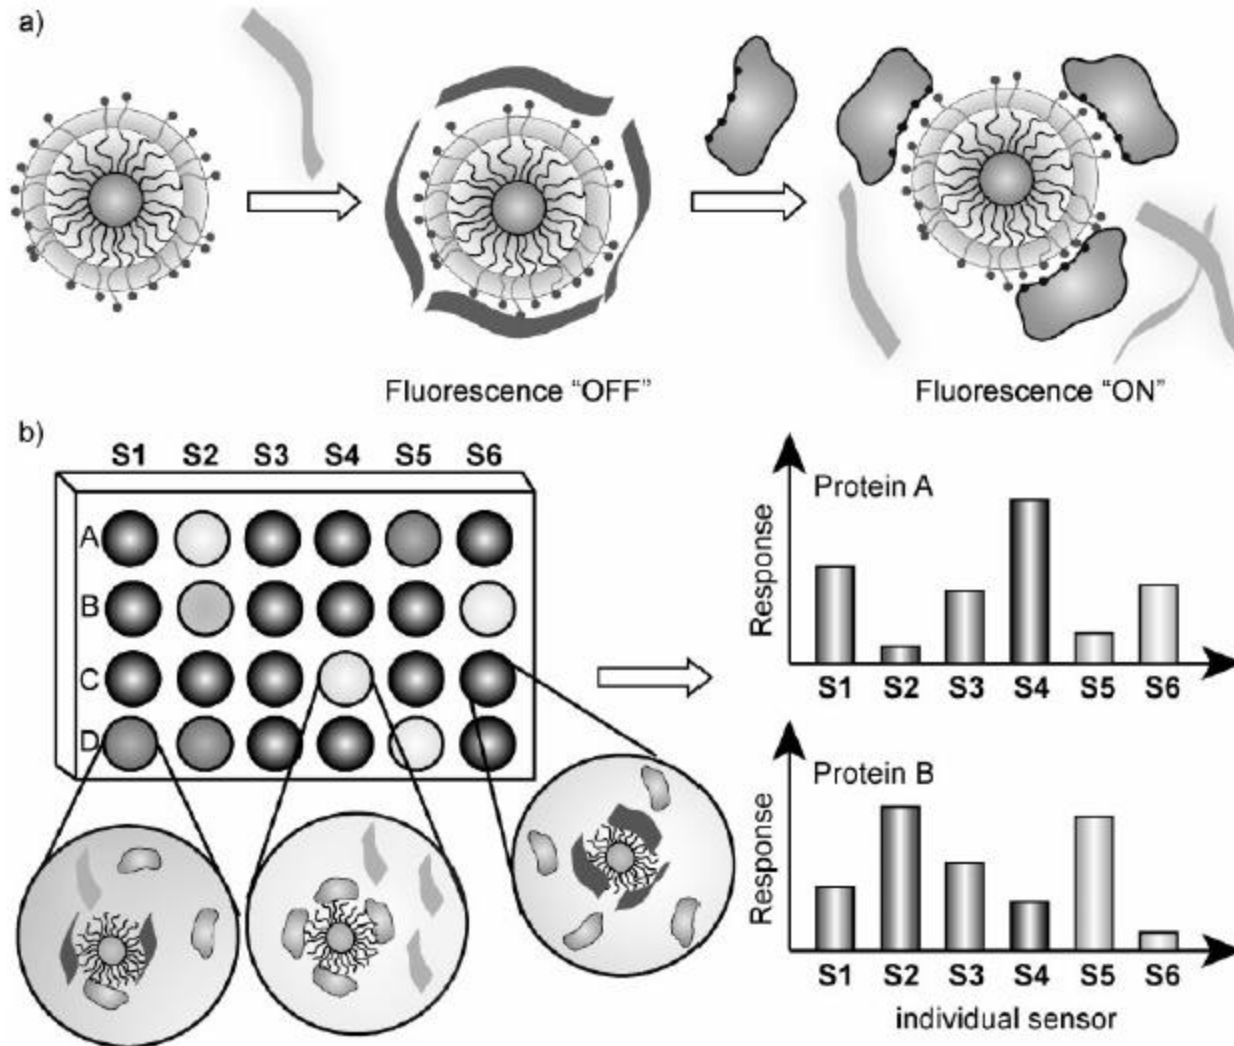 a)
Fluorescence “OFF”
Fluorescence “ON”
b)
S1 S2 S3 S4 S5 S6
A
B
C
D
Protein A
Response
S1 S2 S3 S4 S5 S6
Protein B
Response
S1 S2 S3 S4 S5 S6
individual sensor